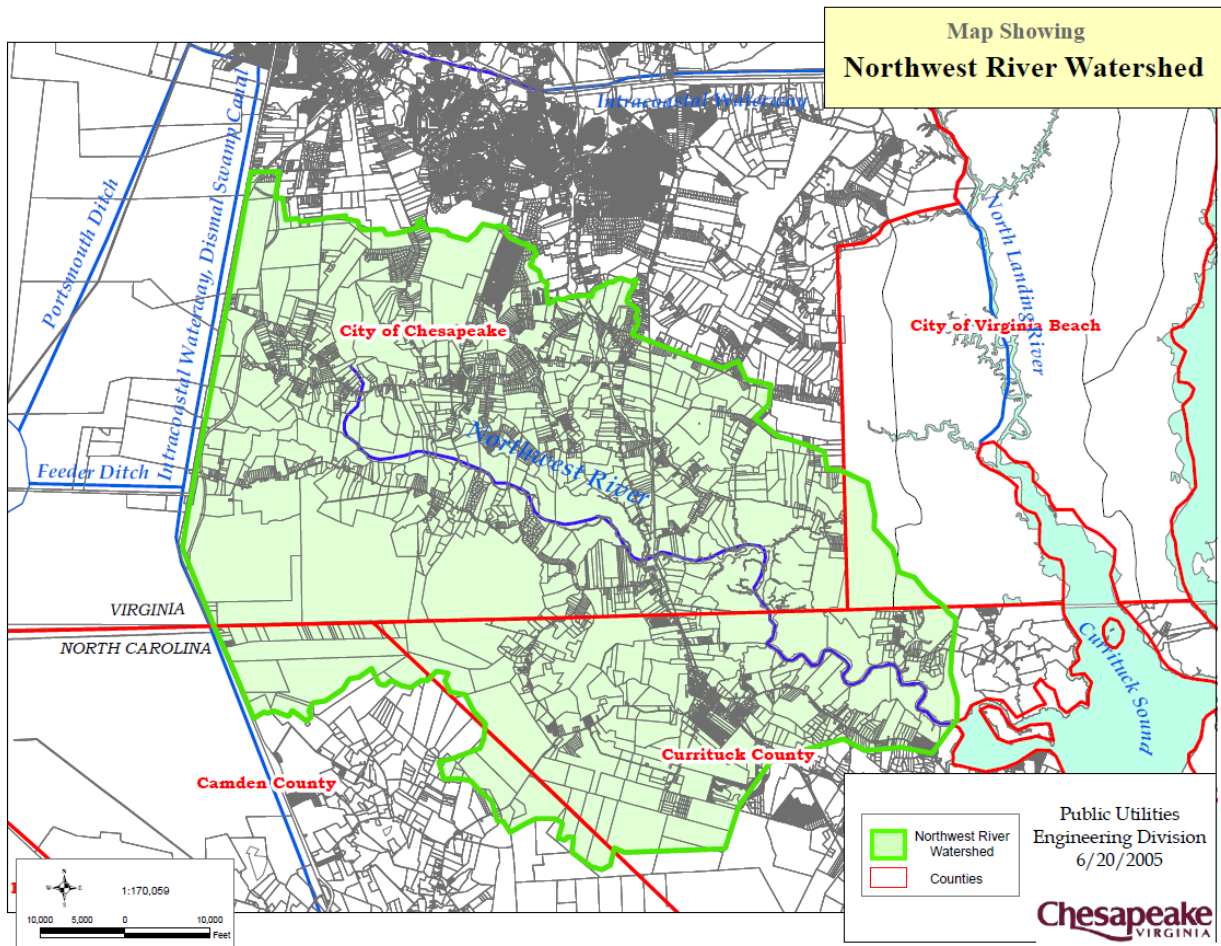 Map Showing
Northwest River Watershed
Intracoastal Waterway
Portsmouth Ditch
Intracoastal Waterway, Dismal Swamp Canal
North Landing River
City of Chesapeake
City of Virginia Beach
Northwest River
Feeder Ditch
VIRGINIA
NORTH CAROLINA
Currituck Sound
Currituck County
Camden County
Northwest River
Watershed
Counties
Public Utilities
Engineering Division
6/20/2005
Chesapeake
VIRGINIA
N
W E
S
1:170,059
10,000 5,000 0 10,000
Feet